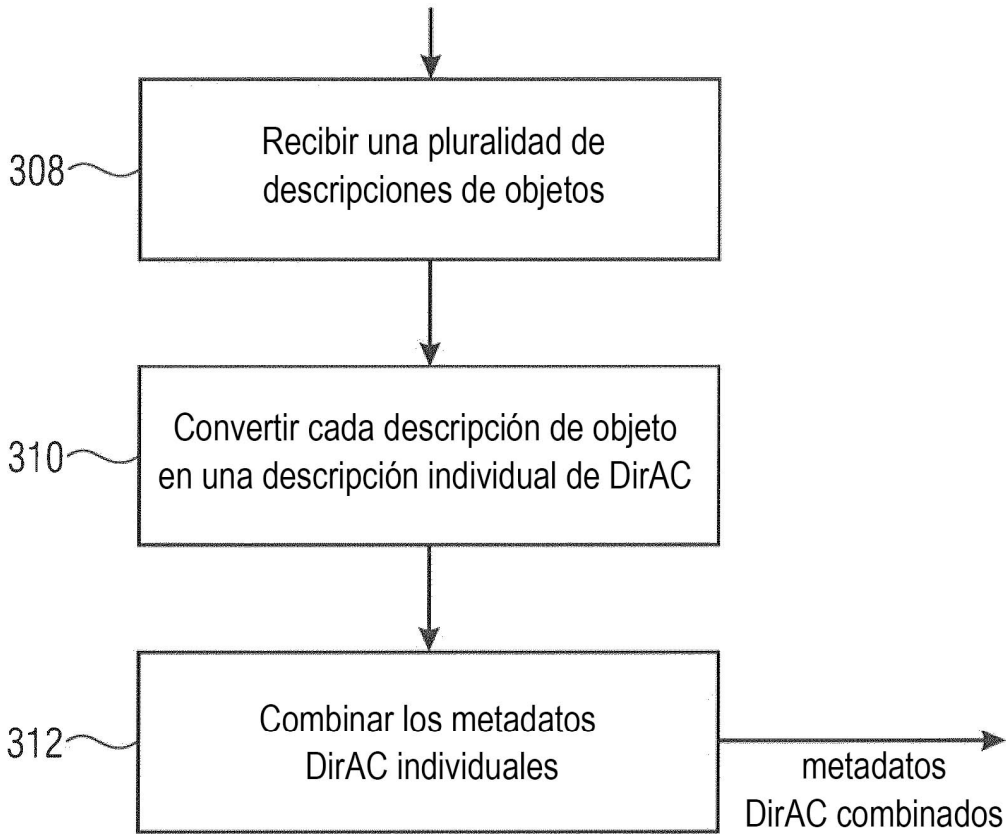 308
Recibir una pluralidad de
descripciones de objetos
310
Convertir cada descripción de objeto
en una descripción individual de DirAC
312
Combinar los metadatos
DirAC individuales
metadatos
DirAC combinados